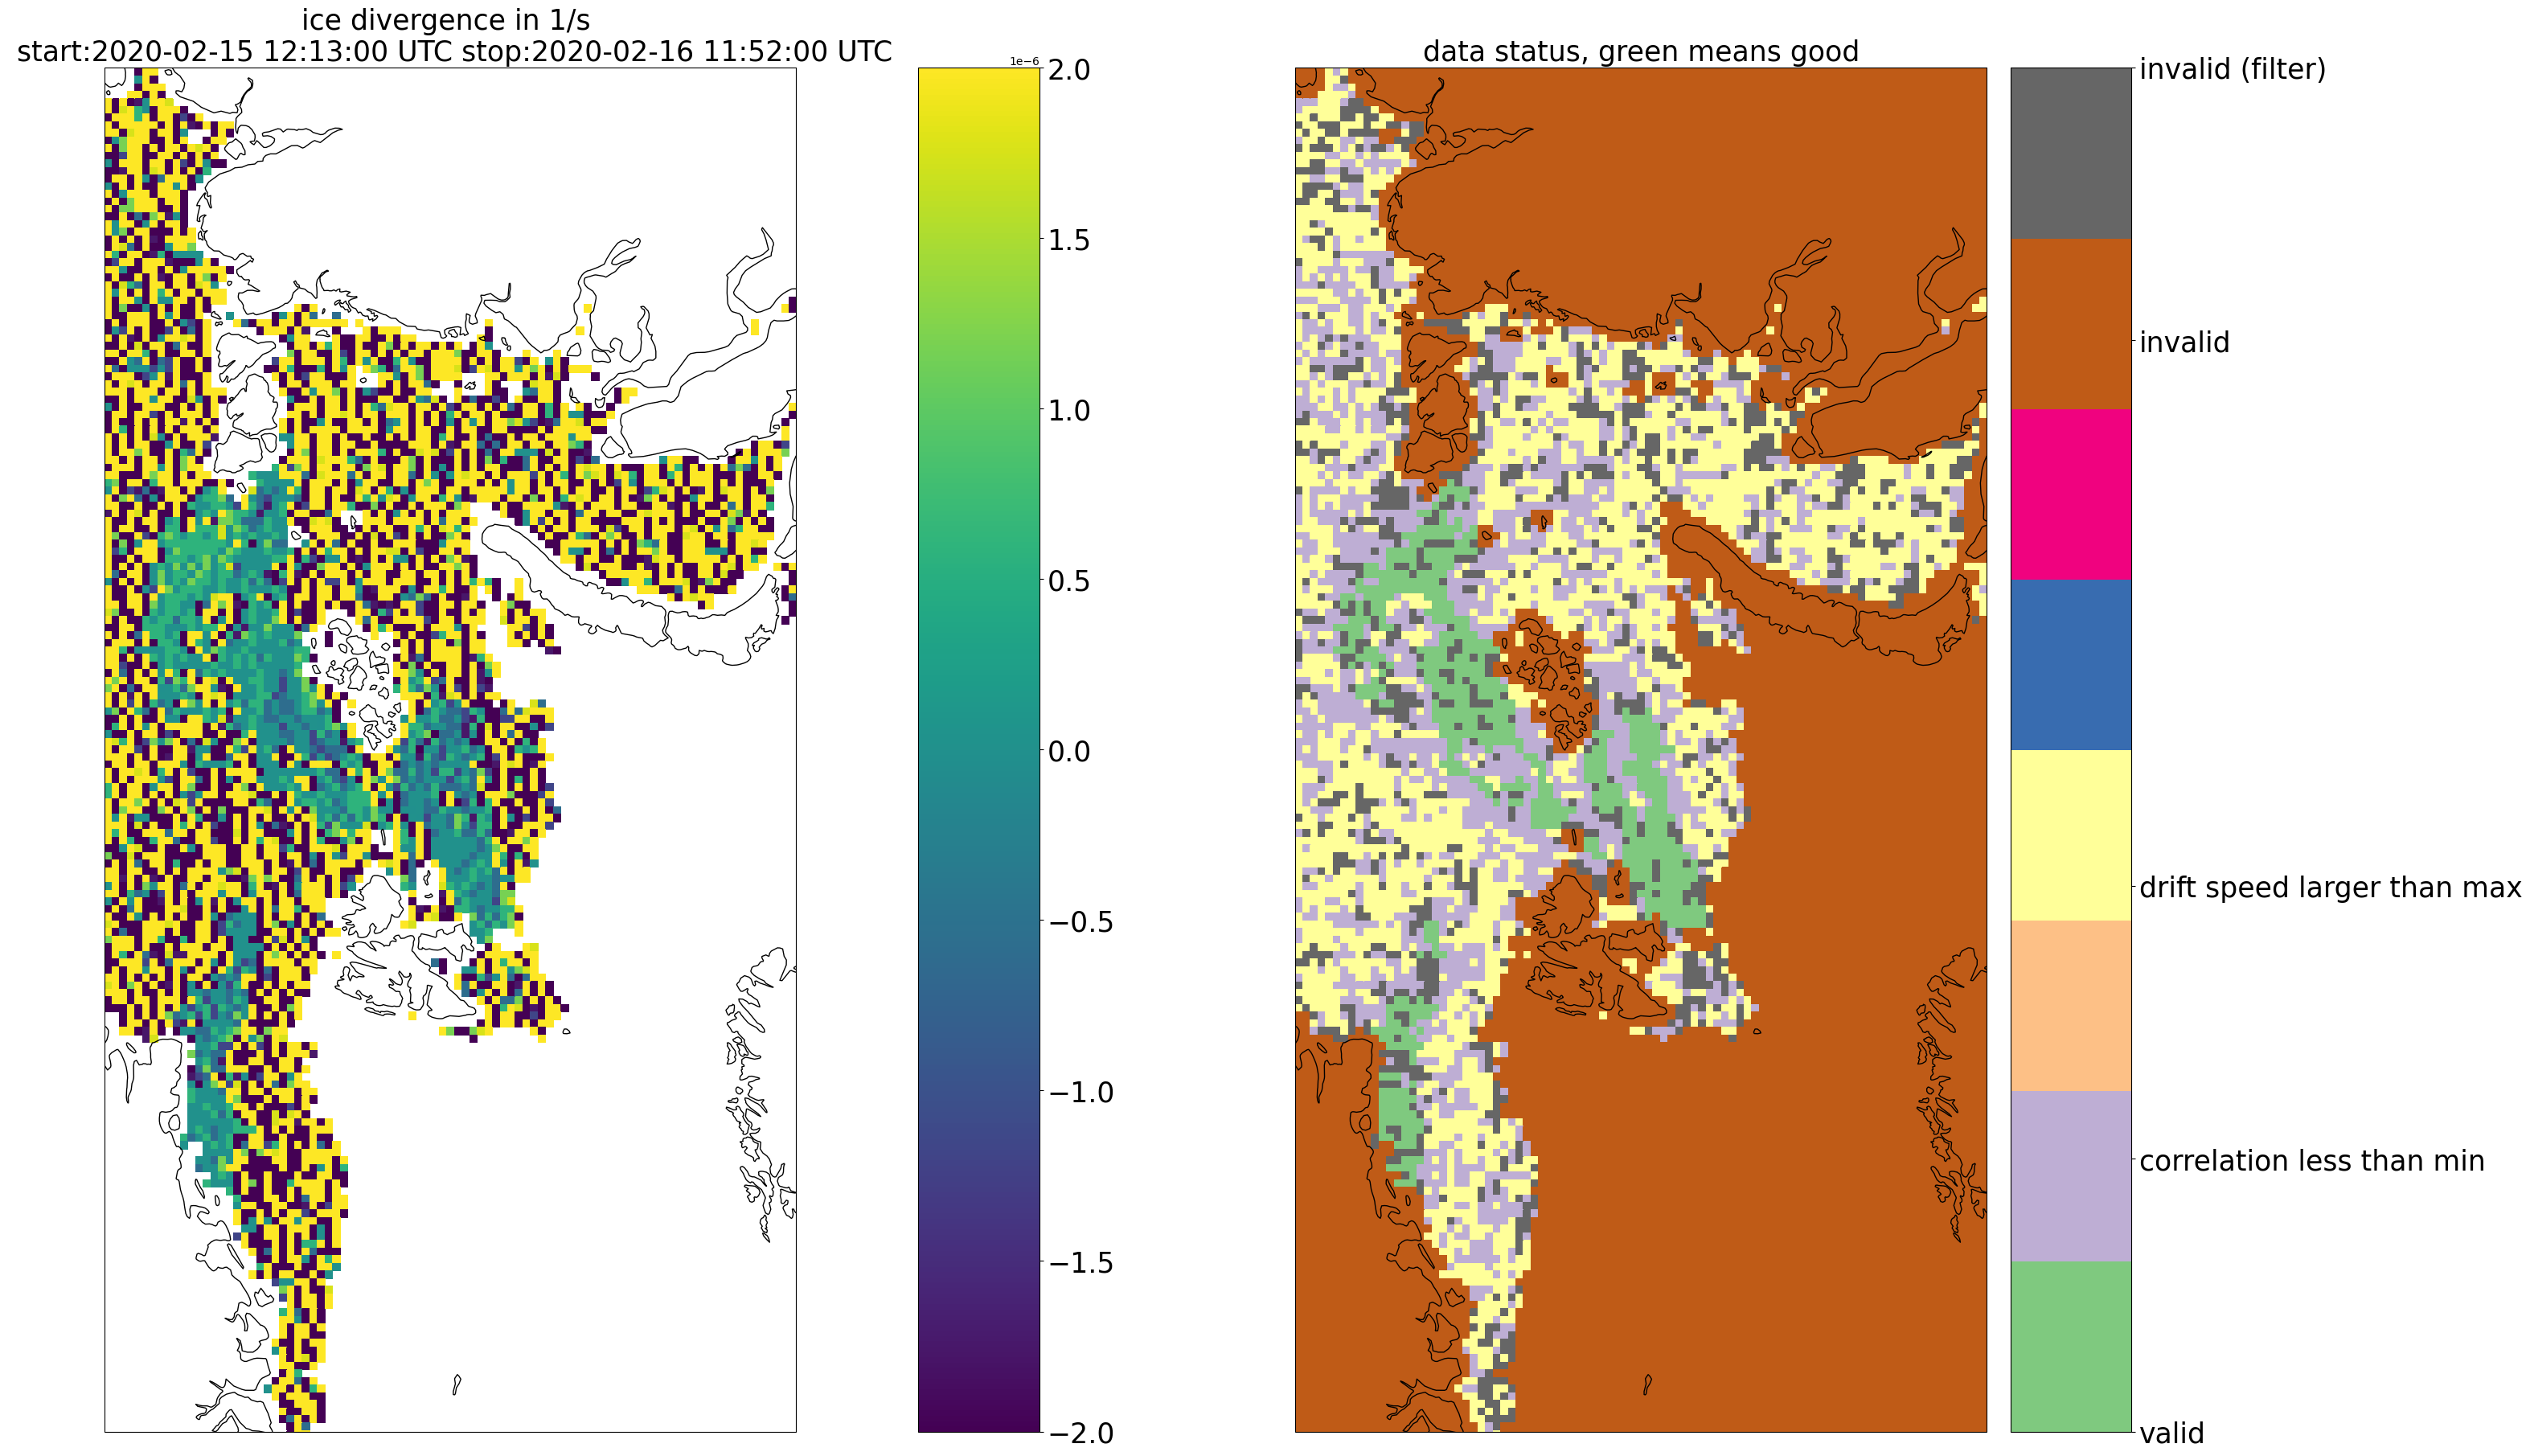 ice divergence in 1/s
start:2020-02-15 12:13:00 UTC stop:2020-02-16 11:52:00 UTC
1e−6
2.0
1.5
1.0
0.5
0.0
−0.5
−1.0
−1.5
−2.0
data status, green means good
invalid (filter)
invalid
drift speed larger than max
correlation less than min
valid